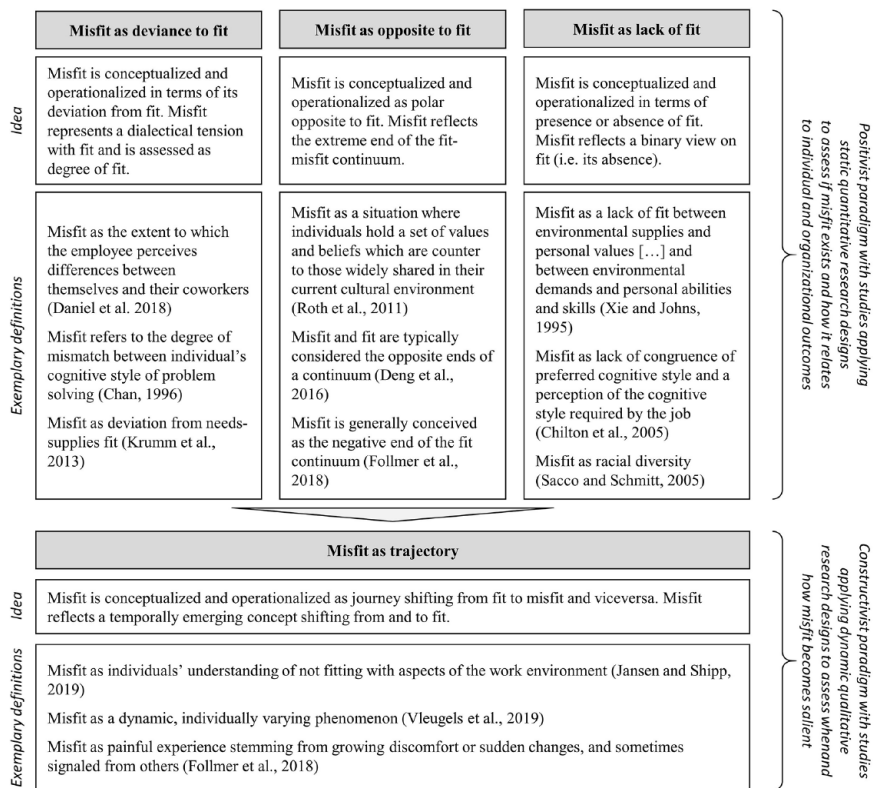 Misfit as deviance to fit
Misfit as opposite to fit
Misfit as lack of fit
Idea
Misfit is conceptualized and
operationalized in terms of its
deviation from fit. Misfit
represents a dialectical tension
with fit and is assessed as
degree of fit.
Misfit is conceptualized and
operationalized as polar
opposite to fit. Misfit reflects
the extreme end of the fit-
misfit continuum.
Misfit is conceptualized and
operationalized in terms of
presence or absence of fit.
Misfit reflects a binary view on
fit (i.e. its absence).
Exemplary definitions
Misfit as the extent to which
the employee perceives
differences between
themselves and their coworkers
(Daniel et al. 2018)
Misfit refers to the degree of
mismatch between individual's
cognitive style of problem
solving (Chan, 1996)
Misfit as deviation from needs-
supplies fit (Krumm et al.,
2013)
Misfit as a situation where
individuals hold a set of values
and beliefs which are counter
to those widely shared in their
current cultural environment
(Roth et al., 2011)
Misfit and fit are typically
considered the opposite ends of
a continuum (Deng et al.,
2016)
Misfit is generally conceived
as the negative end of the fit
continuum (Follmer et al.,
2018)
Misfit as a lack of fit between
environmental supplies and
personal values […] and
between environmental
demands and personal abilities
and skills (Xie and Johns,
1995)
Misfit as lack of congruence of
preferred cognitive style and a
perception of the cognitive
style required by the job
(Chilton et al., 2005)
Misfit as racial diversity
(Sacco and Schmitt, 2005)
Positivist paradigm with studies applying
static quantitative research designs
to assess if misfit exists and how it relates
to individual and organizational outcomes
Misfit as trajectory
Idea
Misfit is conceptualized and operationalized as journey shifting from fit to misfit and viceversa. Misfit
reflects a temporally emerging concept shifting from and to fit.
Exemplary definitions
Misfit as individuals' understanding of not fitting with aspects of the work environment (Jansen and Shipp,
2019)
Misfit as a dynamic, individually varying phenomenon (Vleugels et al., 2019)
Misfit as painful experience stemming from growing discomfort or sudden changes, and sometimes
signaled from others (Follmer et al., 2018)
Constructivist paradigm with studies
applying dynamic qualitative
research designs to assess whenand
how misfit becomes salient